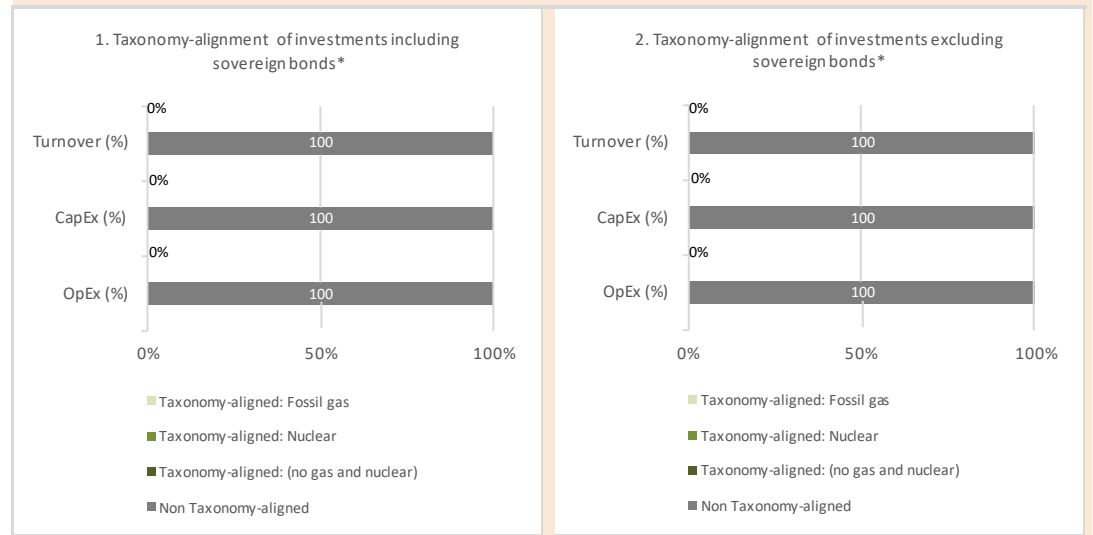 1. Taxonomy-alignment of investments including
sovereign bonds*
0%
Turnover (%)
100
0%
CapEx (%)
100
0%
OpEx (%)
100
0%
50%
100%
Taxonomy-aligned: Fossil gas
Taxonomy-aligned: Nuclear
Taxonomy-aligned: (no gas and nuclear)
Non Taxonomy-aligned
2. Taxonomy-alignment of investments excluding
sovereign bonds*
0%
Turnover (%)
100
0%
CapEx (%)
100
0%
OpEx (%)
100
0%
50%
100%
Taxonomy-aligned: Fossil gas
Taxonomy-aligned: Nuclear
Taxonomy-aligned: (no gas and nuclear)
Non Taxonomy-aligned